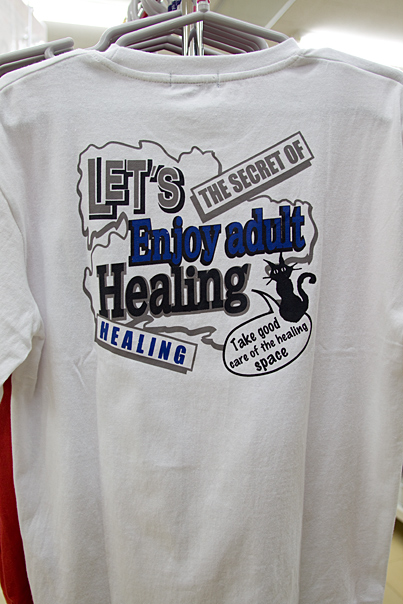 LET'S
THE SECRET OF
Enjoy adult
Healing
HEALING
Take good
care of the healing
space